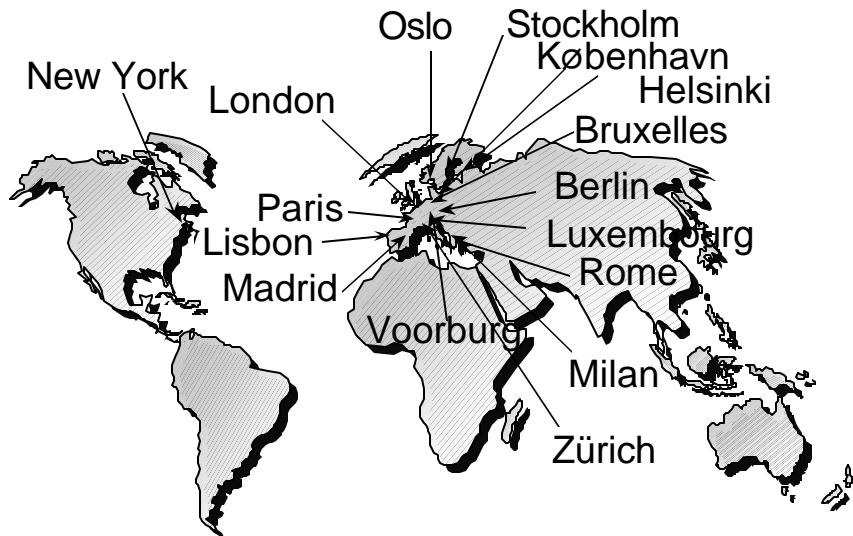 Oslo
Stockholm
København
New York
Helsinki
London
Bruxelles
Berlin
Paris
Lisbon
Luxembourg
Rome
Madrid
Voorburg
Milan
Zürich